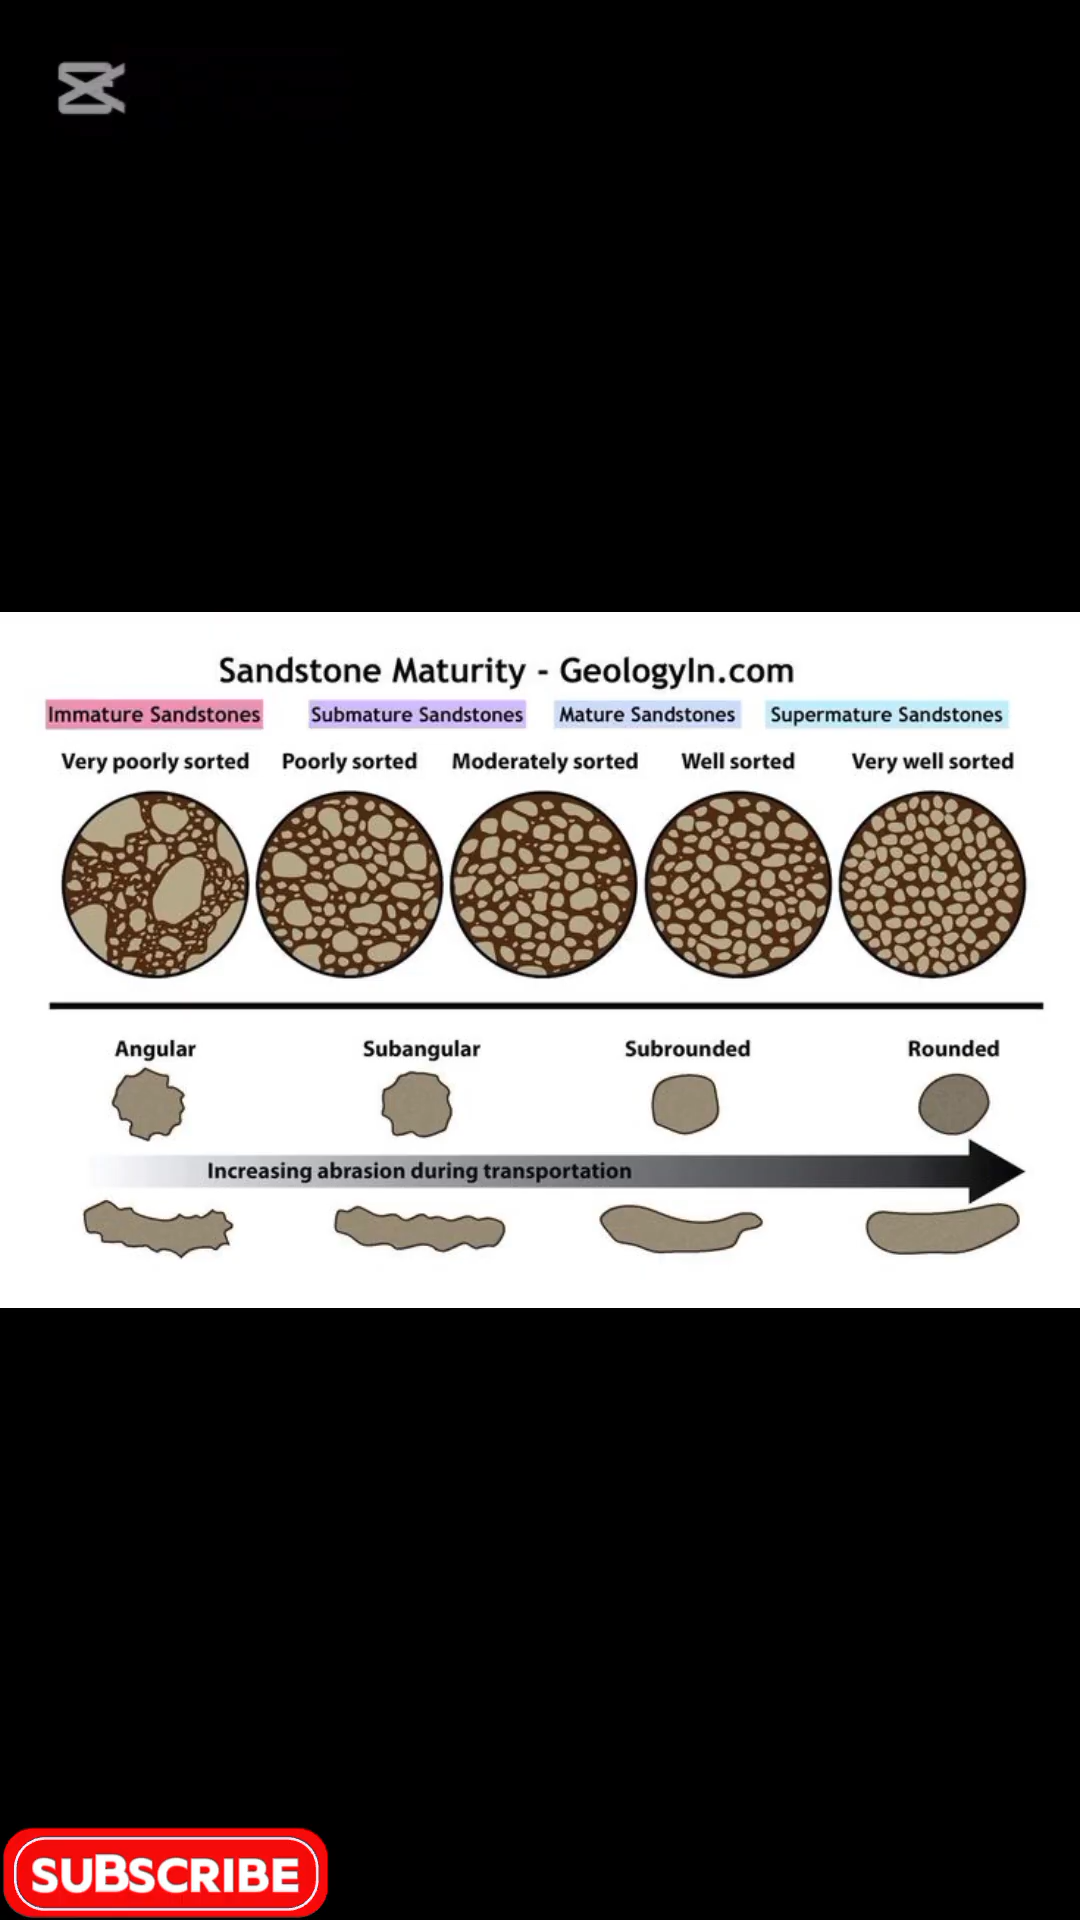 Sandstone Maturity - GeologyIn.com
Immature Sandstones Submature Sandstones Mature Sandstones Supermature Sandstones
Very poorly sorted Poorly sorted Moderately sorted Well sorted Very well sorted
Angular Subangular Subrounded Rounded
Increasing abrasion during transportation
SUBSCRIBE